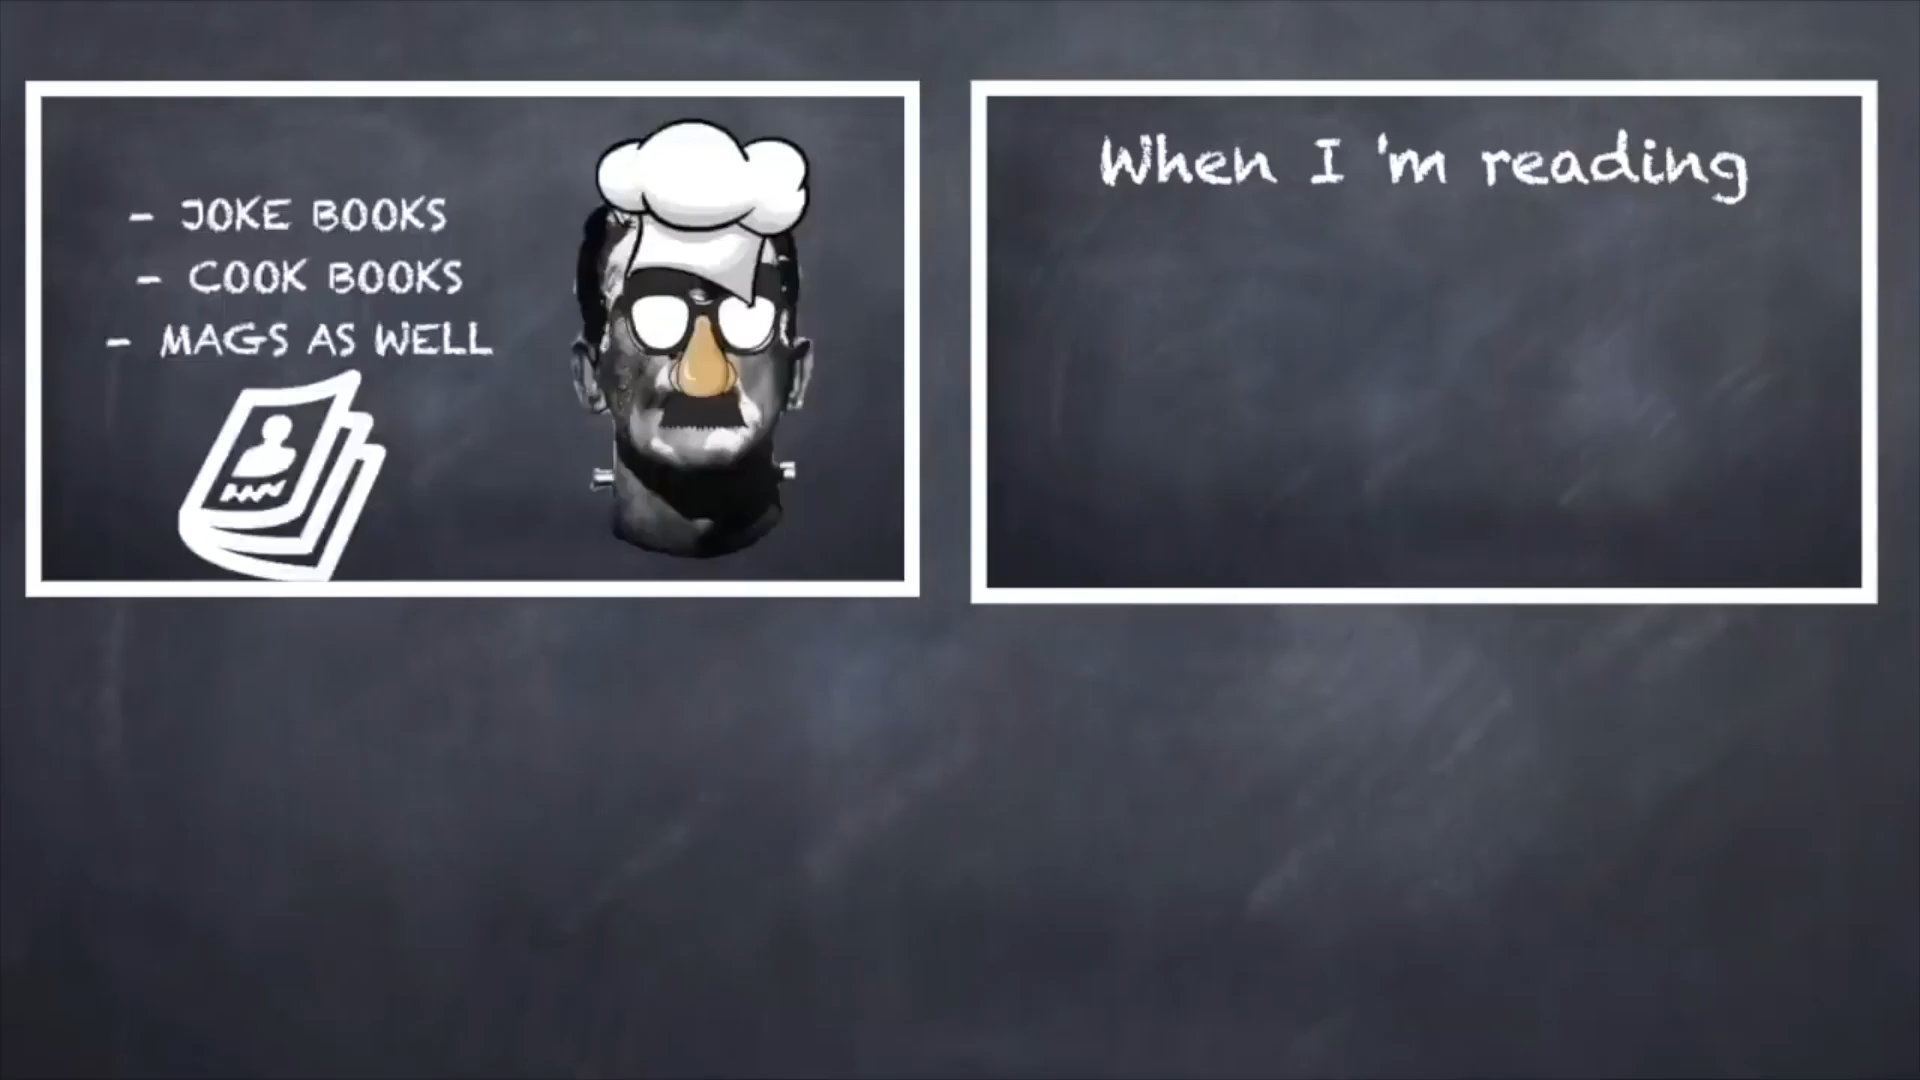 - JOKE BOOKS
- COOK BOOKS
- MAGS AS WELL
When I 'm reading